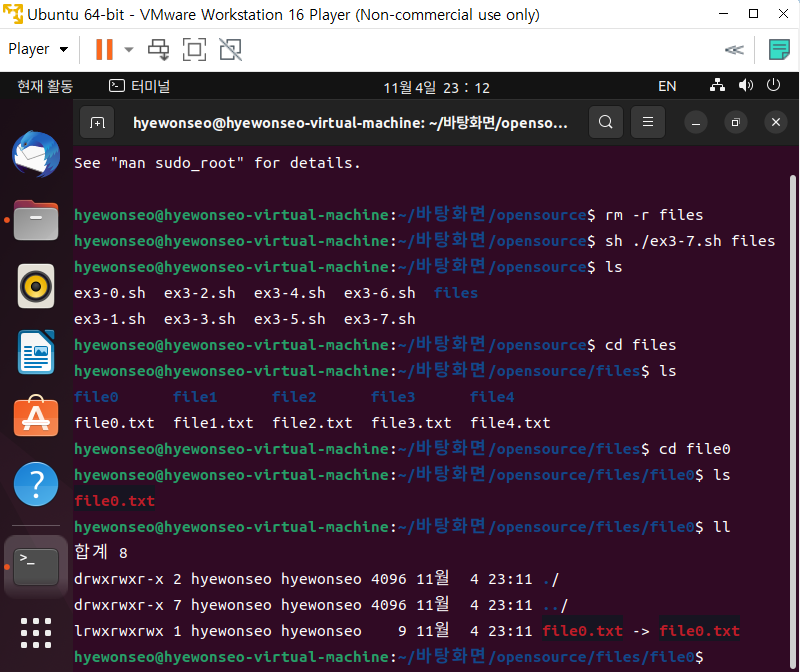 Ubuntu 64-bit - VMware Workstation 16 Player (Non-commercial use only)
Player
현재 활동 터미널 11월 4일 23 : 12 EN
hyewonseo@hyewonseo-virtual-machine: ~/바탕화면/openso...
See "man sudo_root" for details.
hyewonseo@hyewonseo-virtual-machine:~/바탕화면/opensource$ rm -r files
hyewonseo@hyewonseo-virtual-machine:~/바탕화면/opensource$ sh ./ex3-7.sh files
hyewonseo@hyewonseo-virtual-machine:~/바탕화면/opensource$ ls
ex3-0.sh ex3-2.sh ex3-4.sh ex3-6.sh files
ex3-1.sh ex3-3.sh ex3-5.sh ex3-7.sh
hyewonseo@hyewonseo-virtual-machine:~/바탕화면/opensource$ cd files
hyewonseo@hyewonseo-virtual-machine:~/바탕화면/opensource/files$ ls
file0 file1 file2 file3 file4
file0.txt file1.txt file2.txt file3.txt file4.txt
hyewonseo@hyewonseo-virtual-machine:~/바탕화면/opensource/files$ cd file0
hyewonseo@hyewonseo-virtual-machine:~/바탕화면/opensource/files/file0$ ls
file0.txt
hyewonseo@hyewonseo-virtual-machine:~/바탕화면/opensource/files/file0$ ll
합계 8
drwxrwxr-x 2 hyewonseo hyewonseo 4096 11월 4 23:11 ./
drwxrwxr-x 7 hyewonseo hyewonseo 4096 11월 4 23:11 ../
lrwxrwxrwx 1 hyewonseo hyewonseo 9 11월 4 23:11 file0.txt -> file0.txt
hyewonseo@hyewonseo-virtual-machine:~/바탕화면/opensource/files/file0$